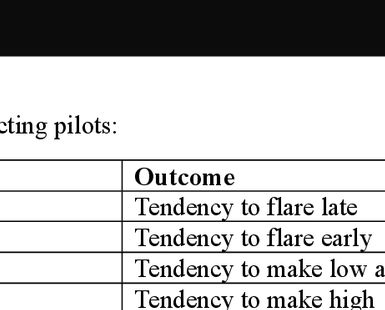 cting pilots:
Outcome
Tendency to flare late
Tendency to flare early
Tendency to make low a
Tendency to make high